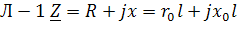 Л − 1 Z = R + jx = r₀l + jx₀l